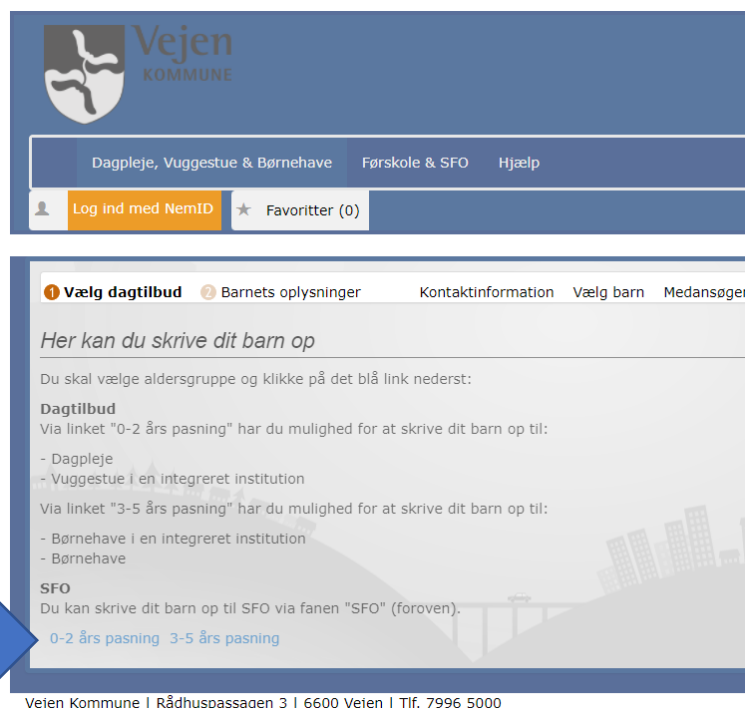 Vejen
KOMMUNE
Dagpleje, Vuggestue & Børnehave Førskole & SFO Hjælp
Log ind med NemID Favoritter (0)
1 Vælg dagtilbud 2 Barnets oplysninger Kontaktinformation Vælg barn Medansøger
Her kan du skrive dit barn op
Du skal vælge aldersgruppe og klikke på det blå link nederst:
Dagtilbud
Via linket "0-2 års pasning" har du mulighed for at skrive dit barn op til:
- Dagpleje
- Vuggestue i en integreret institution
Via linket "3-5 års pasning" har du mulighed for at skrive dit barn op til:
- Børnehave i en integreret institution
- Børnehave
SFO
Du kan skrive dit barn op til SFO via fanen "SFO" (foroven).
0-2 års pasning 3-5 års pasning
Vejen Kommune | Rådhuspassagen 3 | 6600 Vejen | Tlf. 7996 5000